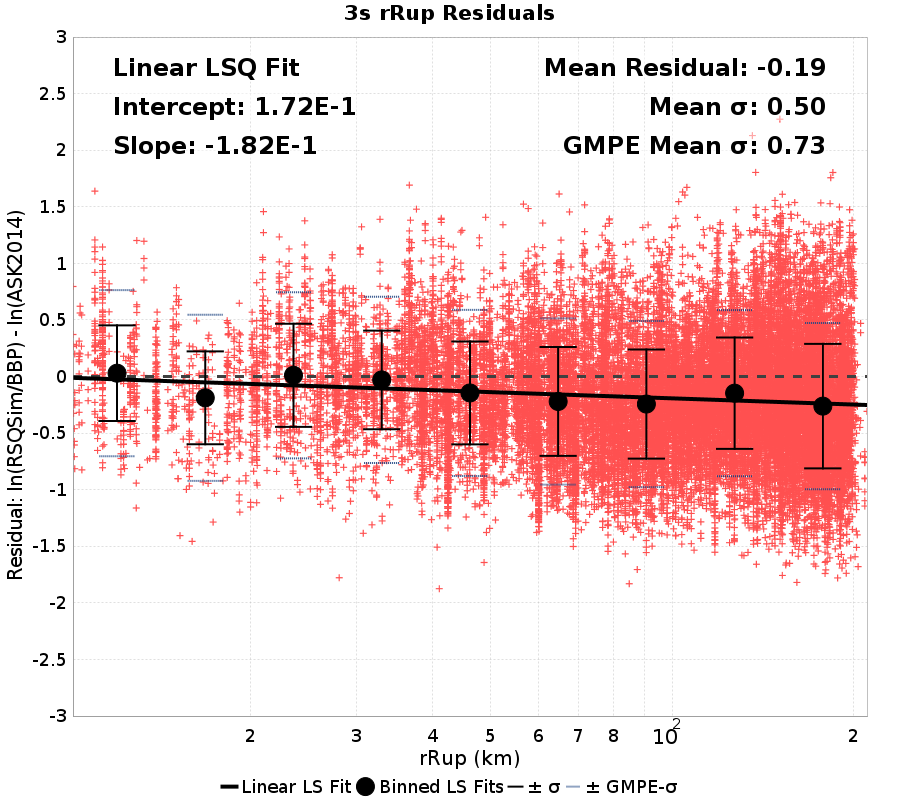 3s rRup Residuals
Linear LSQ Fit
Intercept: 1.72E-1
Slope: -1.82E-1
Mean Residual: -0.19
Mean σ: 0.50
GMPE Mean σ: 0.73
Residual: ln(RSQSim/BBP) - ln(ASK2014)
3
2.5
2
1.5
1
0.5
0
-0.5
-1
-1.5
-2
-2.5
-3
2 3 4 5 6 7 8 10² 2
rRup (km)
Linear LS Fit Binned LS Fits ± σ ± GMPE-σ